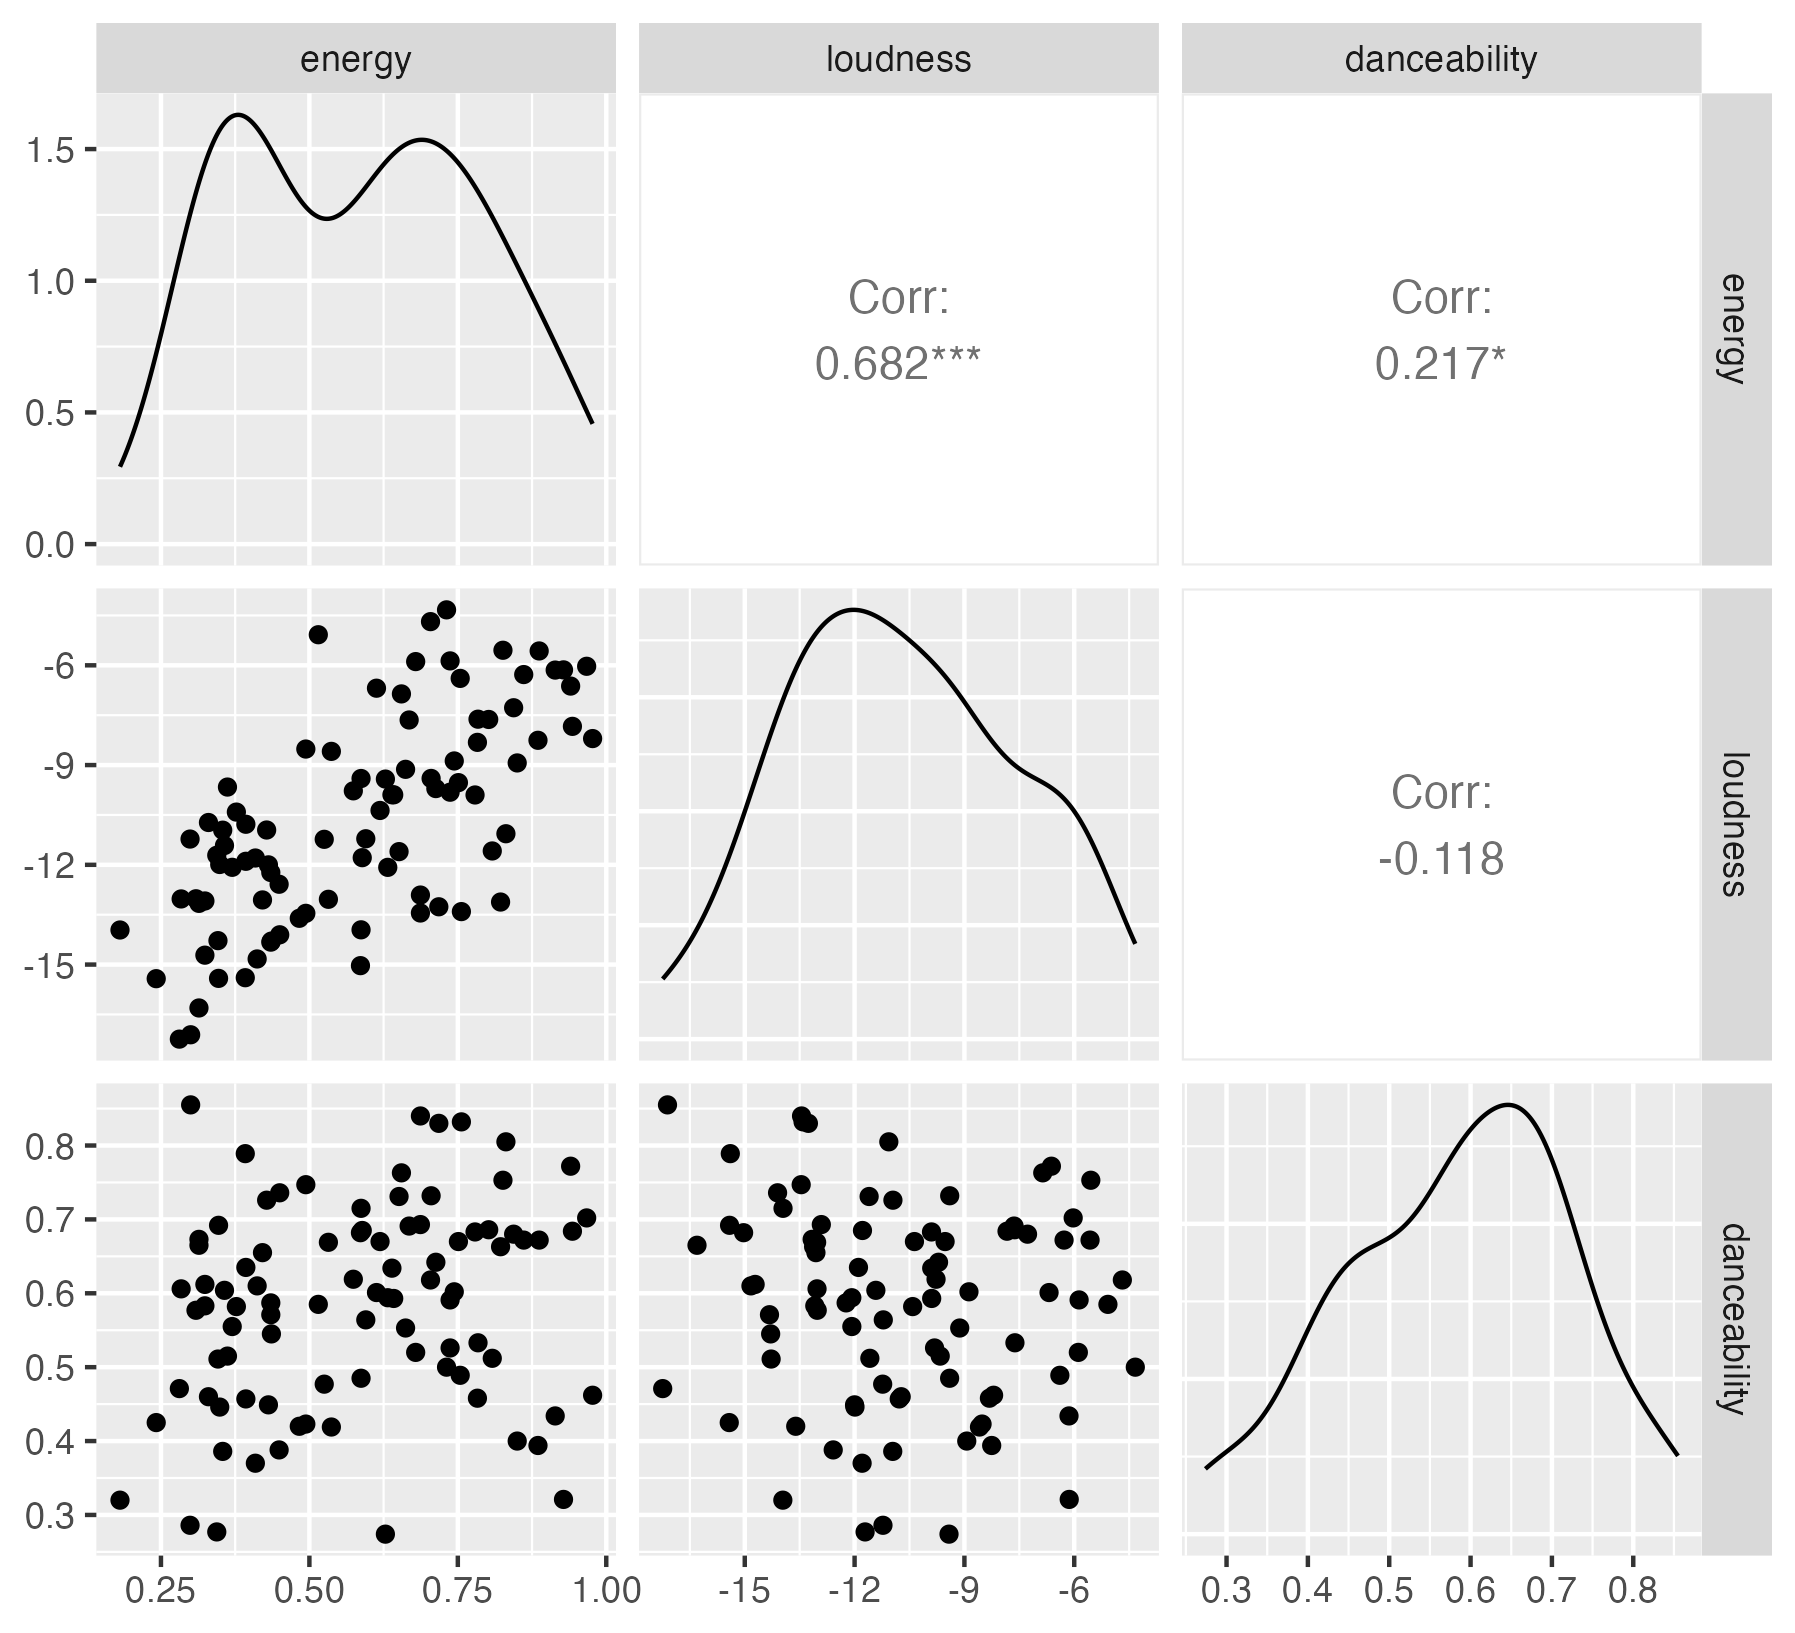 energy loudness danceability
1.5
1.0
0.5
0.0
Corr:
0.682***
Corr:
0.217*
energy
-6
-9
-12
-15
Corr:
-0.118
loudness
0.8
0.7
0.6
0.5
0.4
0.3
danceability
0.25 0.50 0.75 1.00 -15 -12 -9 -6 0.3 0.4 0.5 0.6 0.7 0.8